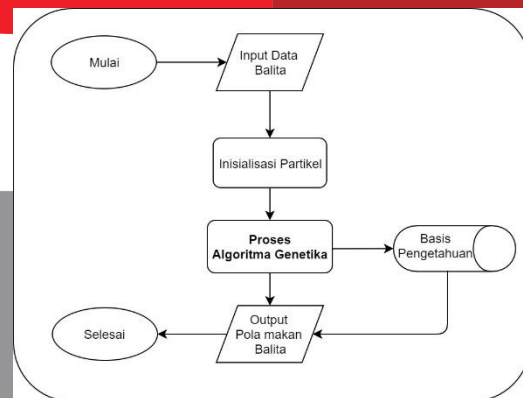 Mulai
Input Data
Balita
Inisialisasi Partikel
Proses
Algoritma Genetika
Basis
Pengetahuan
Output
Pola makan
Balita
Selesai